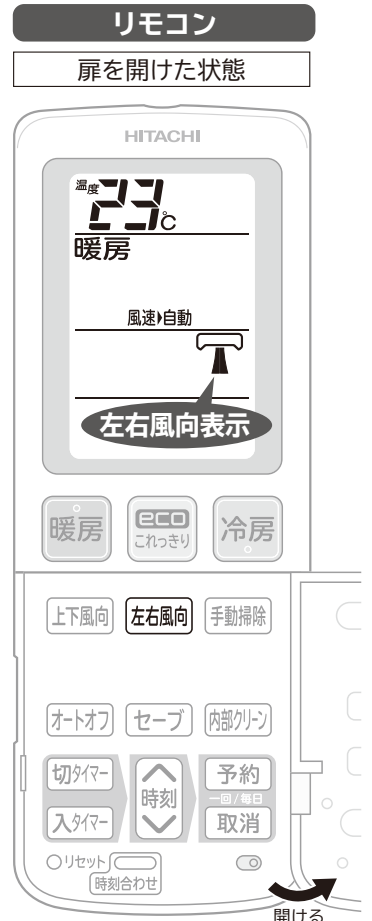 リモコン
扉を開けた状態
HITACHI
温度 23℃
暖房
風速 自動
左右風向表示
暖房 eco これっきり 冷房
上下風向 左右風向 手動掃除
オートオフ セーブ 内部クリーン
切タイマー 時刻 予約
一回/毎日
入タイマー 取消
リセット
時刻合わせ
開ける